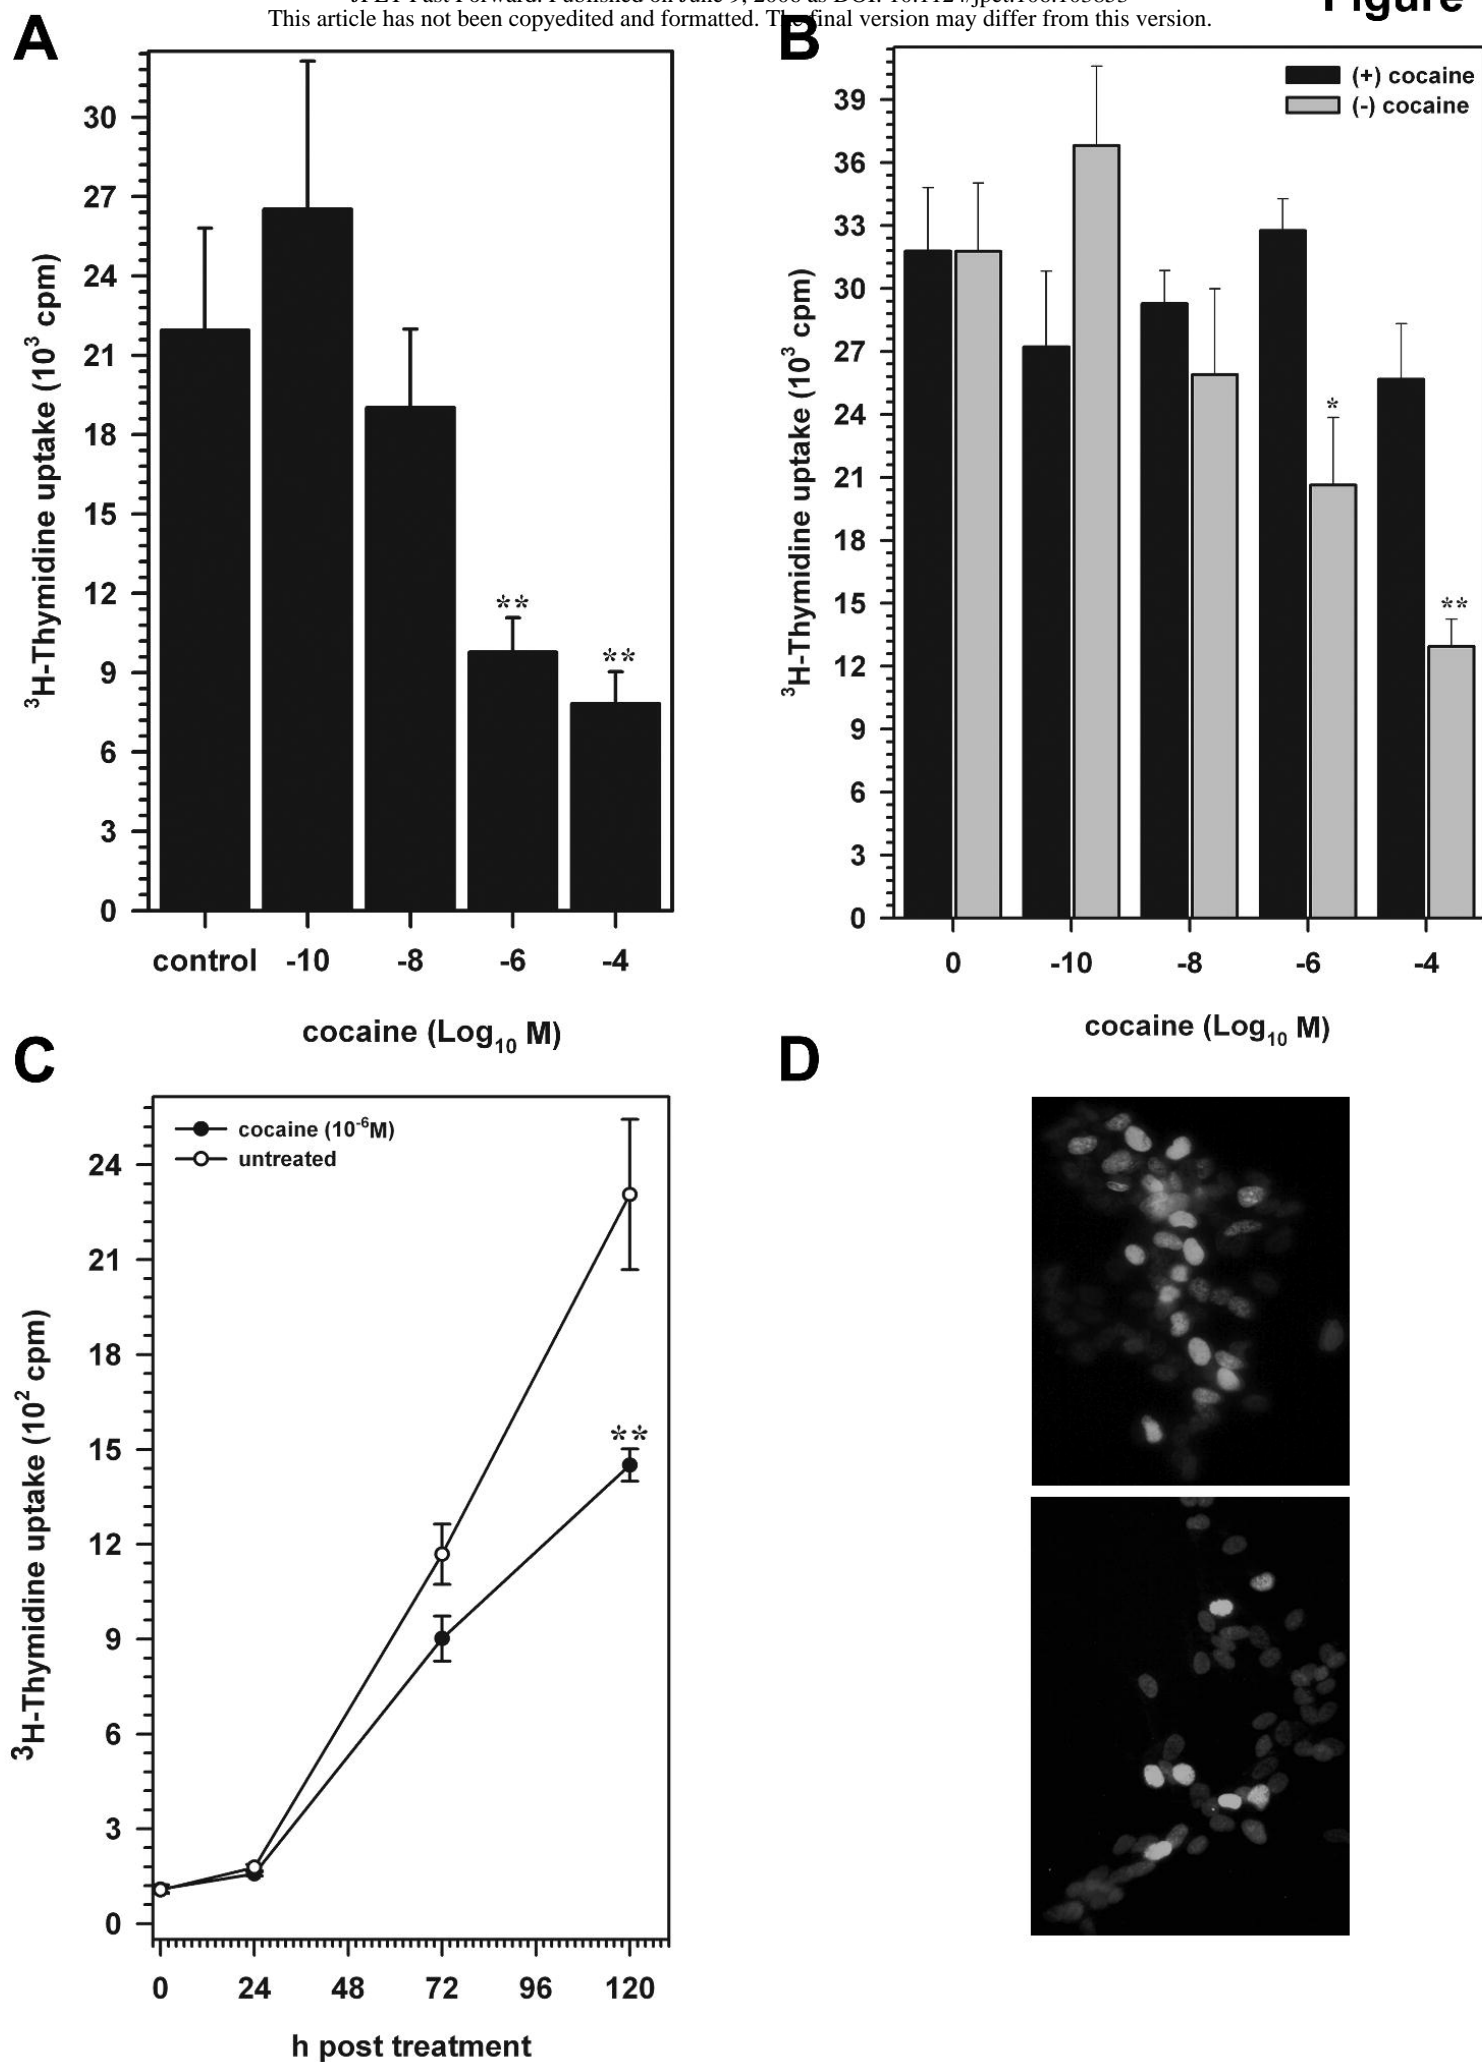 This article has not been copyedited and formatted. The final version may differ from this version.
Figure
A
B
30
27
24
21
18
15
12
9
6
3
0
³H-Thymidine uptake (10³ cpm)
**
**
control -10 -8 -6 -4
cocaine (Log₁₀ M)
(+) cocaine
(-) cocaine
39
36
33
30
27
24
21
18
15
12
9
6
3
0
³H-Thymidine uptake (10³ cpm)
*
**
0 -10 -8 -6 -4
cocaine (Log₁₀ M)
C
D
cocaine (10⁻⁶M)
untreated
24
21
18
15
12
9
6
3
0
³H-Thymidine uptake (10² cpm)
**
0 24 48 72 96 120
h post treatment